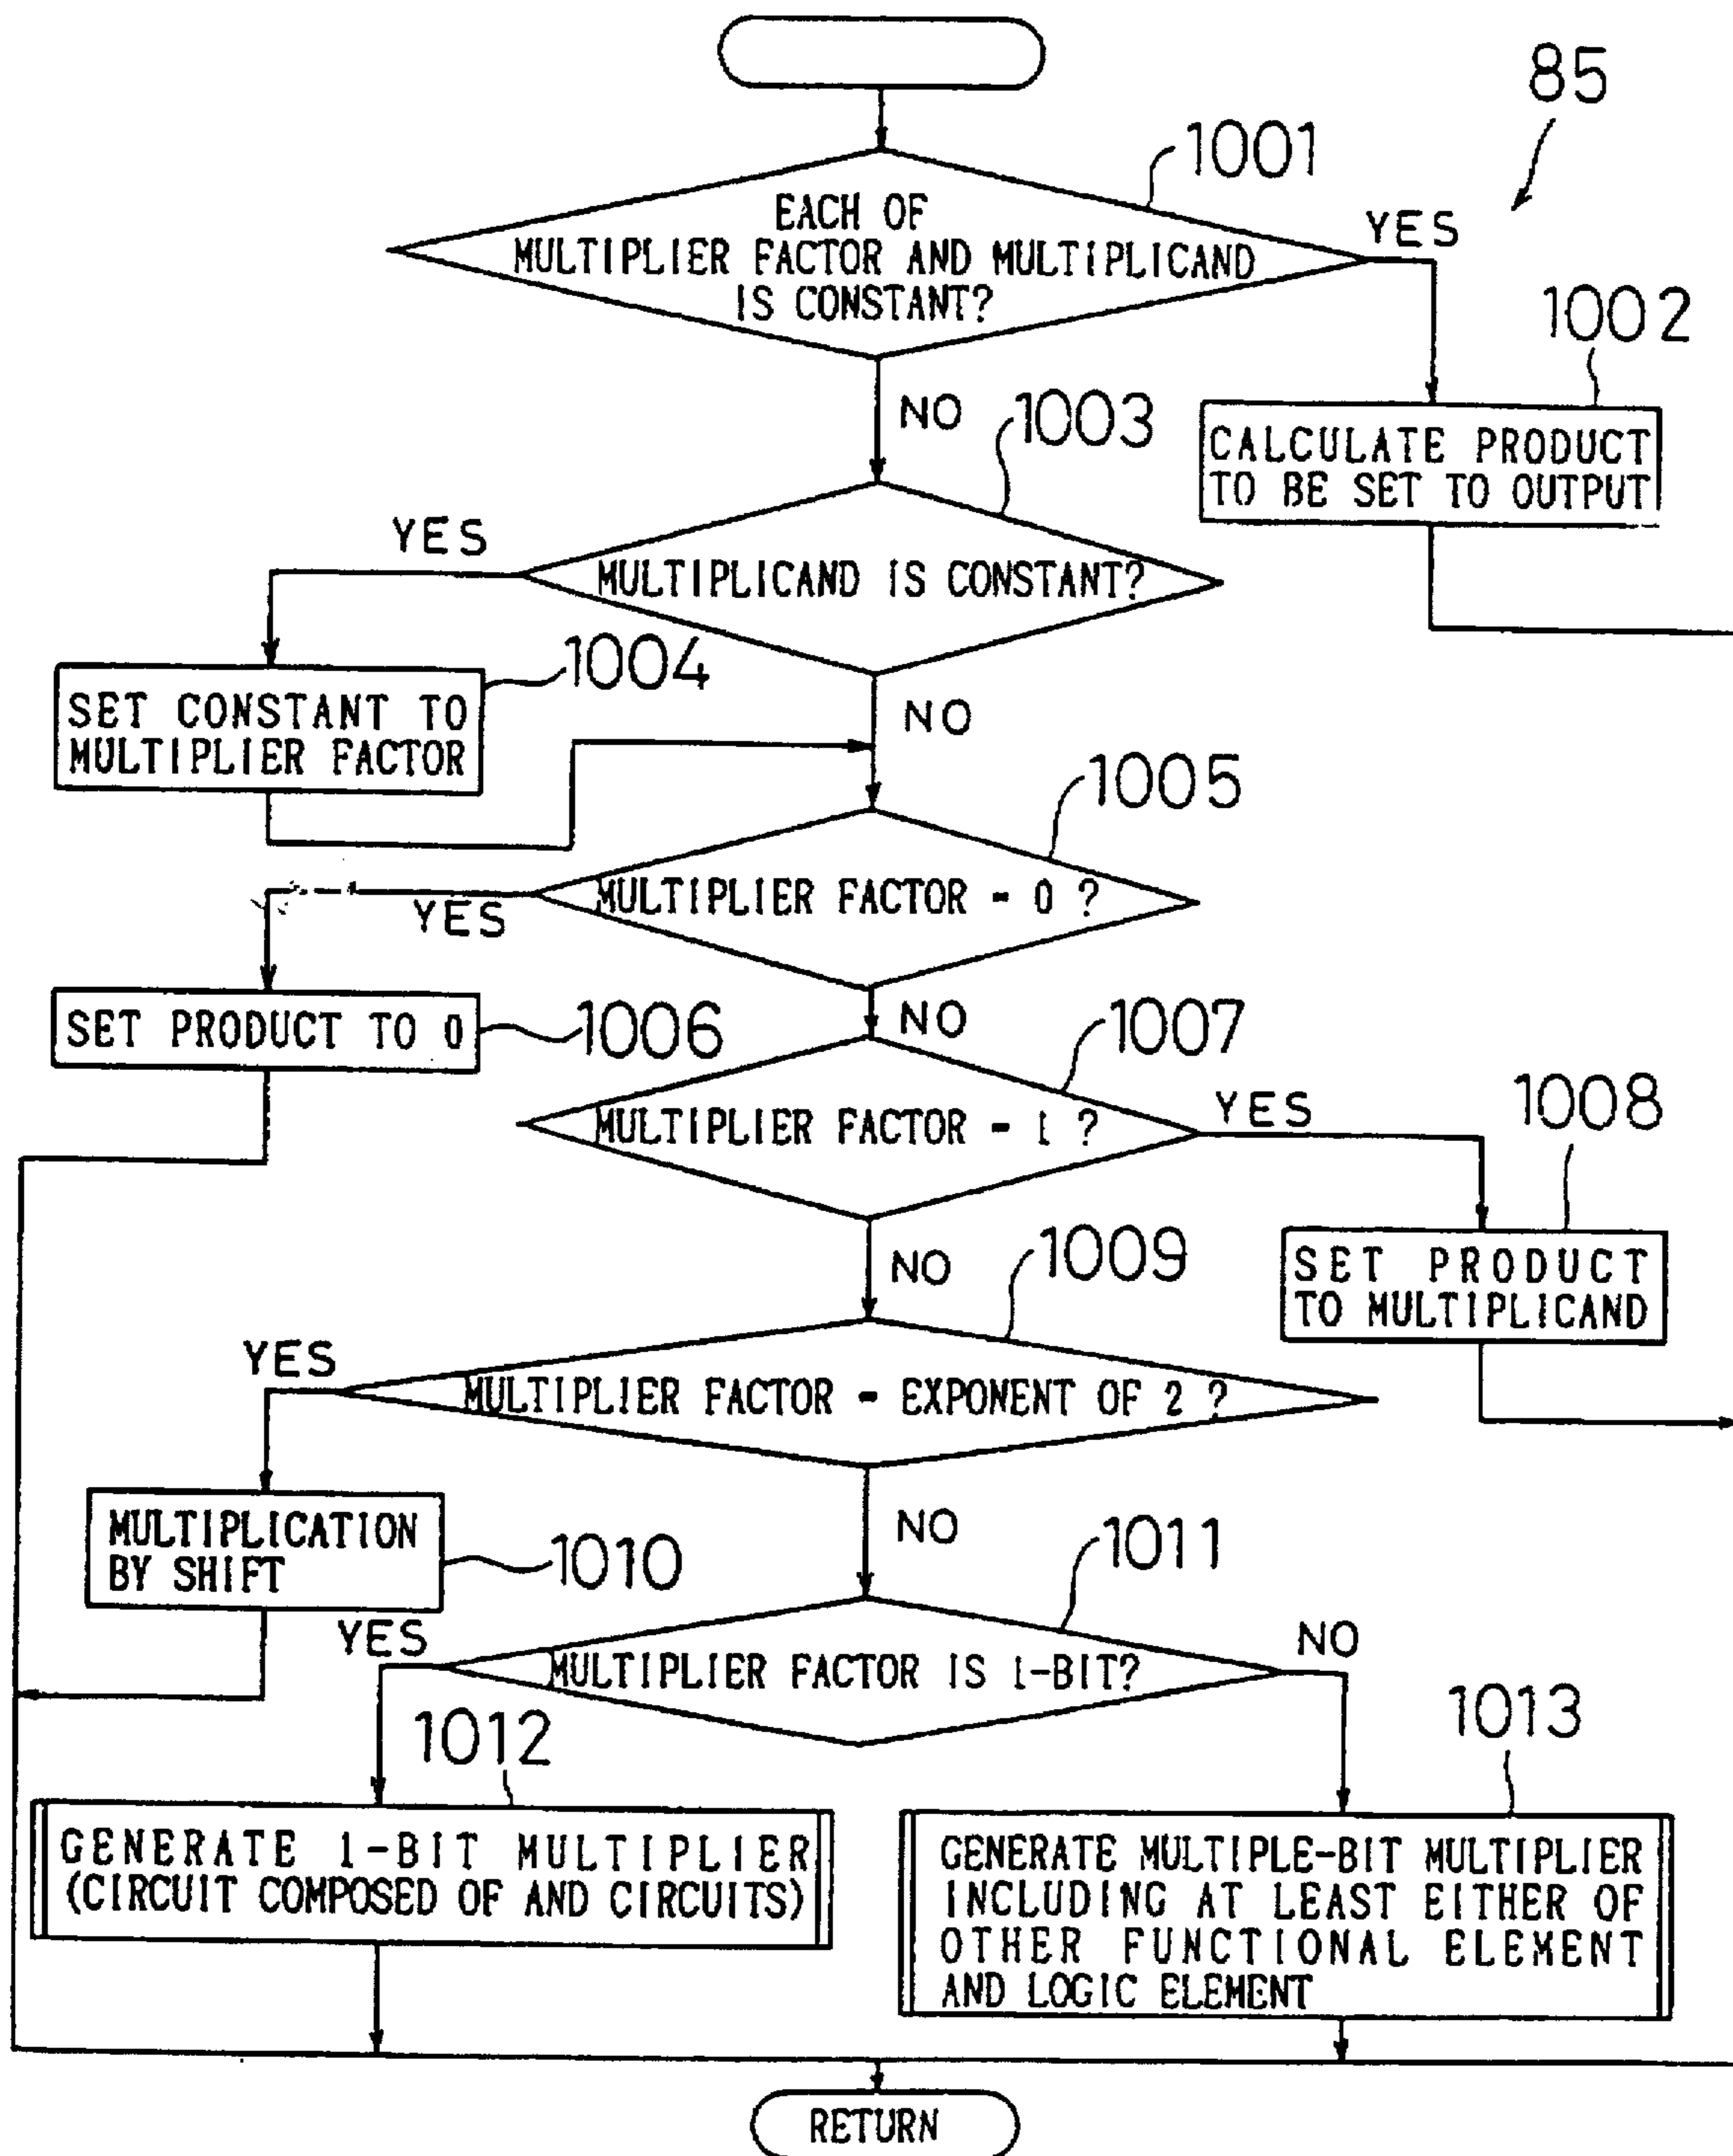 85
1001
EACH OF
MULTIPLIER FACTOR AND MULTIPLICAND
IS CONSTANT?
YES
1002
CALCULATE PRODUCT
TO BE SET TO OUTPUT
NO
1003
YES
MULTIPLICAND IS CONSTANT?
1004
SET CONSTANT TO
MULTIPLIER FACTOR
NO
1005
MULTIPLIER FACTOR = 0 ?
YES
SET PRODUCT TO 0
1006
NO
1007
MULTIPLIER FACTOR = 1 ?
YES
1008
SET PRODUCT
TO MULTIPLICAND
NO
1009
YES
MULTIPLIER FACTOR = EXPONENT OF 2 ?
MULTIPLICATION
BY SHIFT
1010
NO
1011
YES
MULTIPLIER FACTOR IS 1-BIT?
NO
1012
GENERATE 1-BIT MULTIPLIER
(CIRCUIT COMPOSED OF AND CIRCUITS)
1013
GENERATE MULTIPLE-BIT MULTIPLIER
INCLUDING AT LEAST EITHER OF
OTHER FUNCTIONAL ELEMENT
AND LOGIC ELEMENT
RETURN